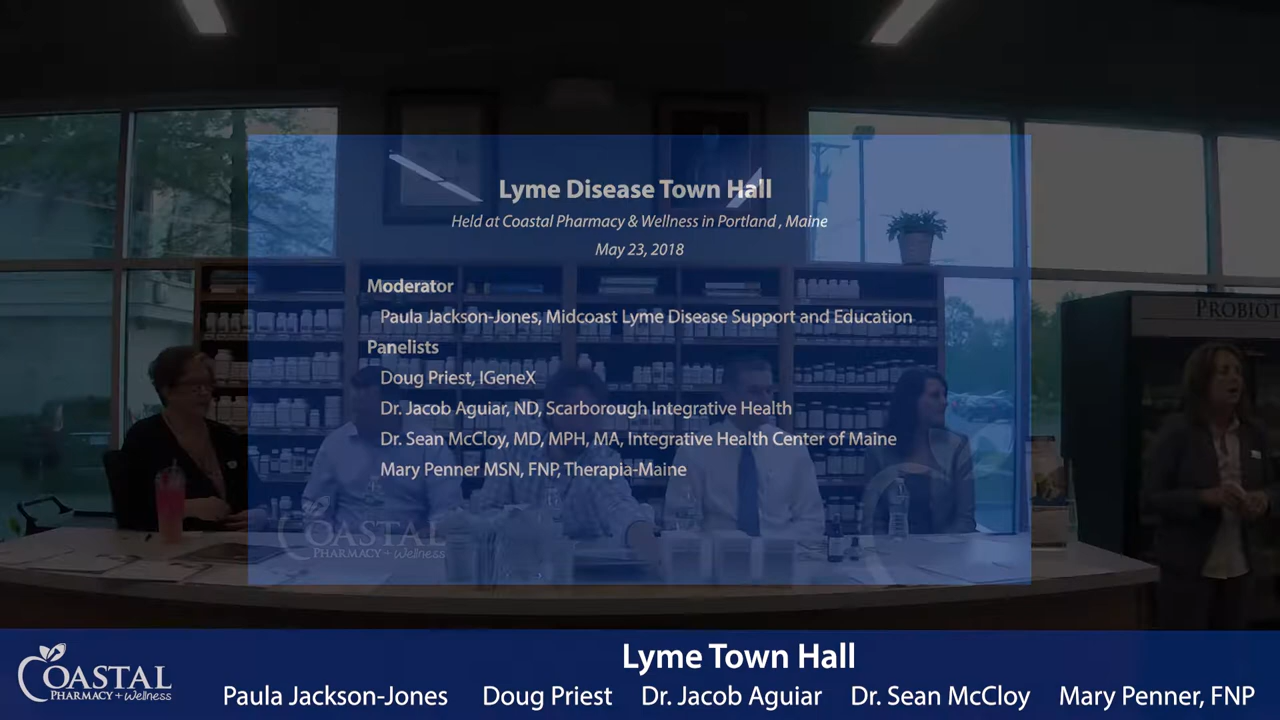 Lyme Disease Town Hall
Held at Coastal Pharmacy & Wellness in Portland , Maine
May 23, 2018
Moderator
Paula Jackson-Jones, Midcoast Lyme Disease Support and Education
Panelists
Doug Priest, IGeneX
Dr. Jacob Aguiar, ND, Scarborough Integrative Health
Dr. Sean McCloy, MD, MPH, MA, Integrative Health Center of Maine
Mary Penner MSN, FNP, Therapia-Maine
PROBIOT
COASTAL
PHARMACY + Wellness
Lyme Town Hall
COASTAL
PHARMACY + Wellness
Paula Jackson-Jones Doug Priest Dr. Jacob Aguiar Dr. Sean McCloy Mary Penner, FNP